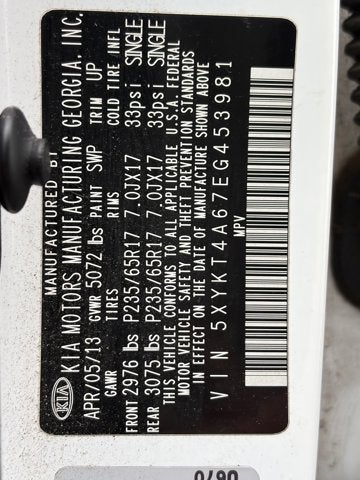 MANUFACTURED BY
KIA KIA MOTORS MANUFACTURING GEORGIA, INC.
APR/05/13 GVWR 5072 lbs PAINT SWP TRIM UP
GAWR TIRES RIMS COLD TIRE INFL
FRONT 2976 lbs P235/65R17 7.0JX17 33psi SINGLE
REAR 3075 lbs P235/65R17 7.0JX17 33psi SINGLE
THIS VEHICLE CONFORMS TO ALL APPLICABLE U.S.A. FEDERAL
MOTOR VEHICLE SAFETY AND THEFT PREVENTION STANDARDS
IN EFFECT ON THE DATE OF MANUFACTURE SHOWN ABOVE
VIN 5XYKT4A67EG453981
MPV